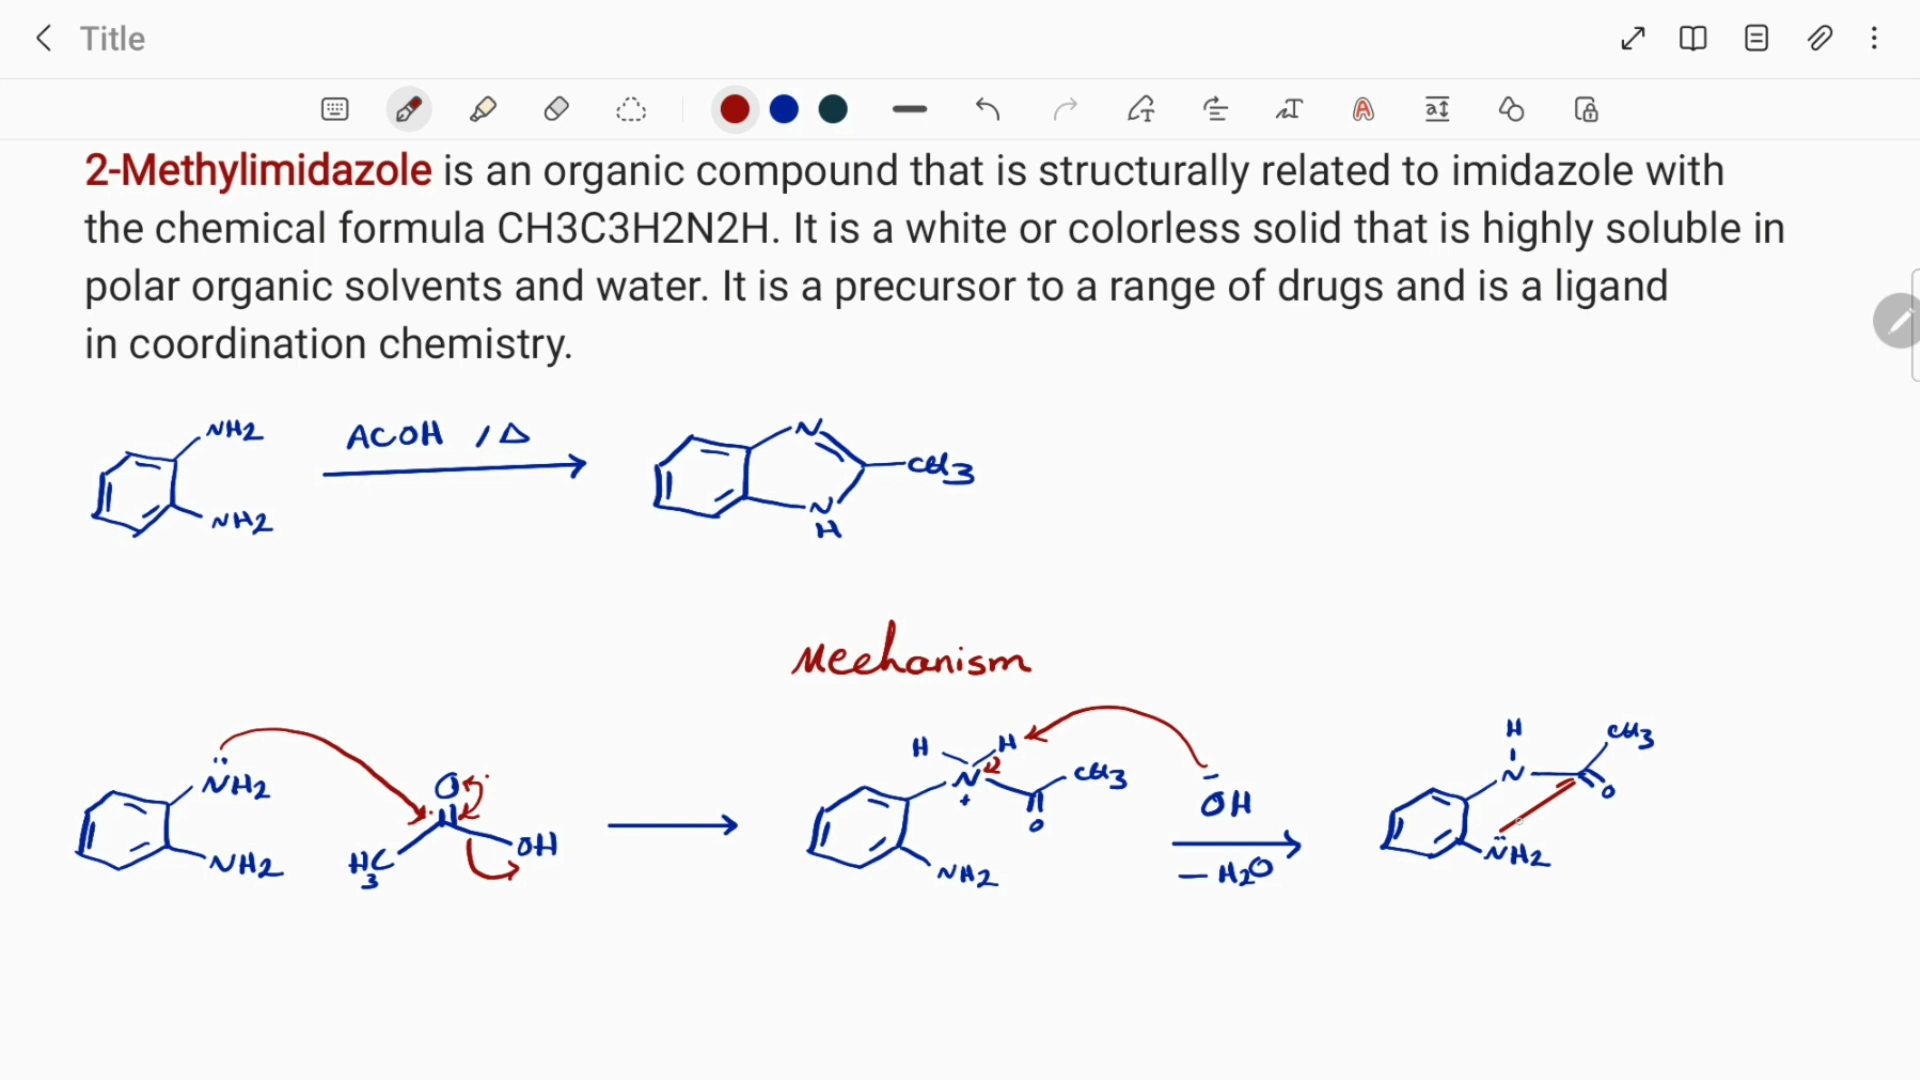 Title
2-Methylimidazole is an organic compound that is structurally related to imidazole with
the chemical formula CH3C3H2N2H. It is a white or colorless solid that is highly soluble in
polar organic solvents and water. It is a precursor to a range of drugs and is a ligand
in coordination chemistry.
NH2
NH2
ACOH / Δ
N
N
H
CH3
Mechanism
NH2
NH2
O
OH
H3C
H H
N
+
CH3
O
NH2
-
OH
- H2O
H
N
CH3
O
NH2